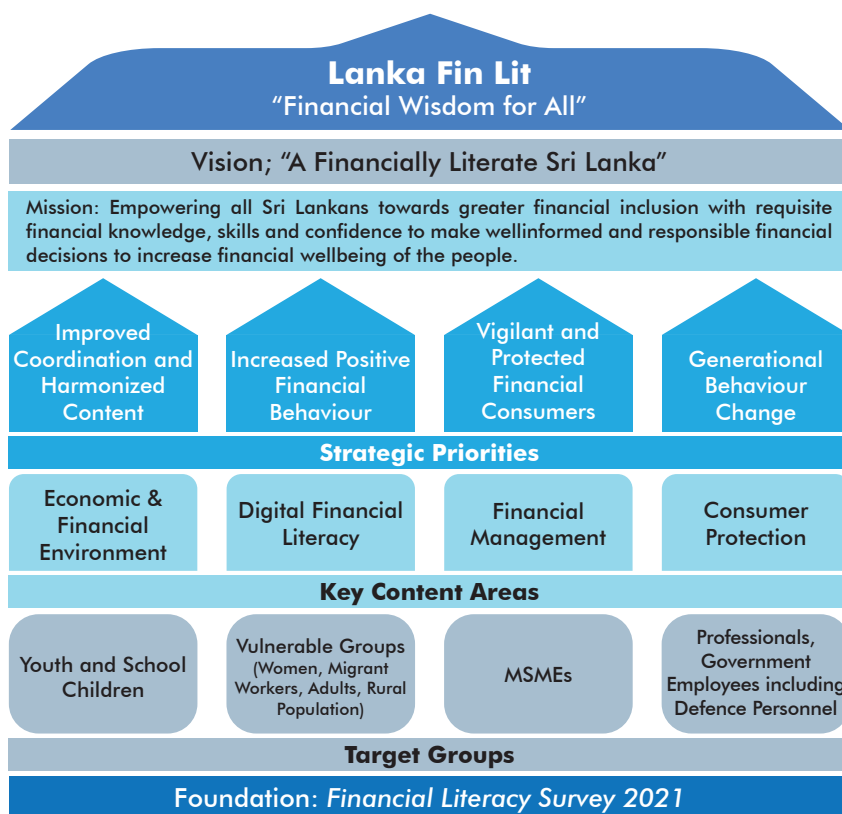 Lanka Fin Lit
“Financial Wisdom for All”
Vision; “A Financially Literate Sri Lanka”
Mission: Empowering all Sri Lankans towards greater financial inclusion with requisite
financial knowledge, skills and confidence to make wellinformed and responsible financial
decisions to increase financial wellbeing of the people.
Improved
Coordination and
Harmonized
Content
Increased Positive
Financial
Behaviour
Vigilant and
Protected
Financial
Consumers
Generational
Behaviour
Change
Strategic Priorities
Economic &
Financial
Environment
Digital Financial
Literacy
Financial
Management
Consumer
Protection
Key Content Areas
Youth and School
Children
Vulnerable Groups
(Women, Migrant
Workers, Adults, Rural
Population)
MSMEs
Professionals,
Government
Employees including
Defence Personnel
Target Groups
Foundation: Financial Literacy Survey 2021